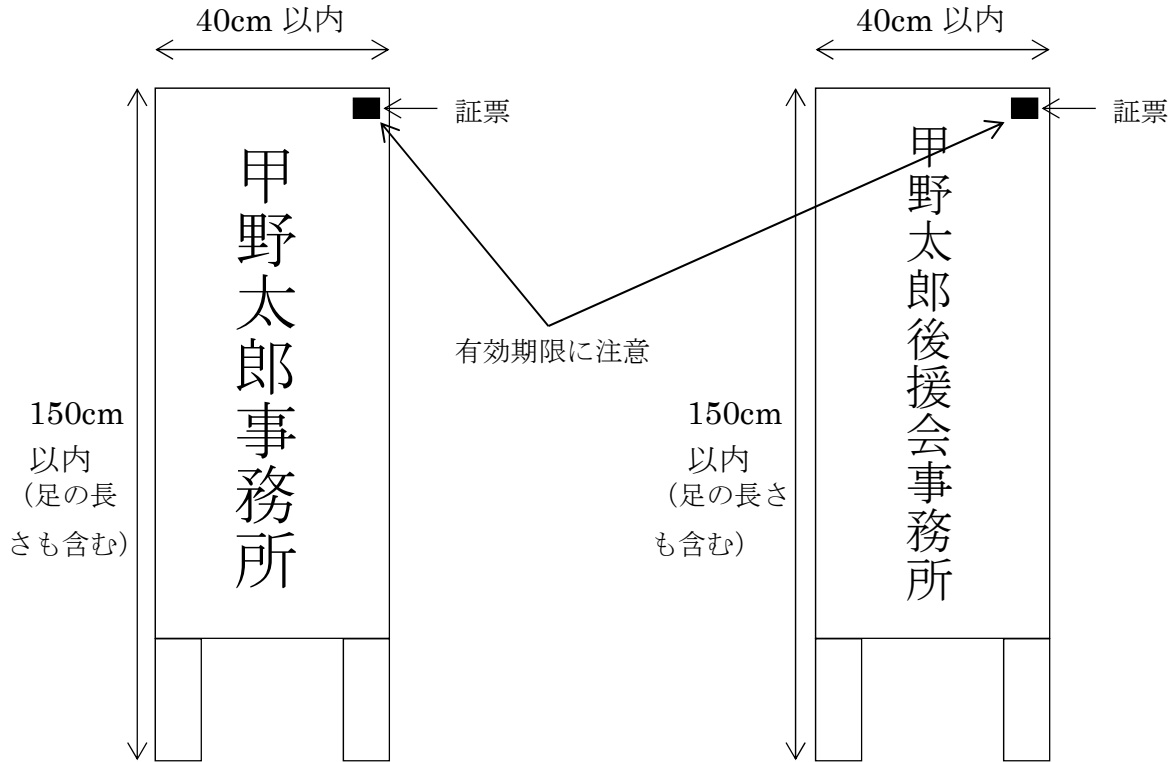 40cm 以内
40cm 以内
証票
証票
甲野太郎事務所
甲野太郎後援会事務所
有効期限に注意
150cm
以内
（足の長
さも含む）
150cm
以内
（足の長さ
も含む）